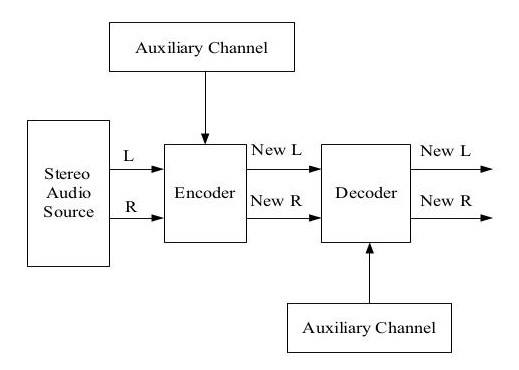 Auxiliary Channel
Stereo
Audio
Source
L
R
Encoder
New L
New R
Decoder
New L
New R
Auxiliary Channel